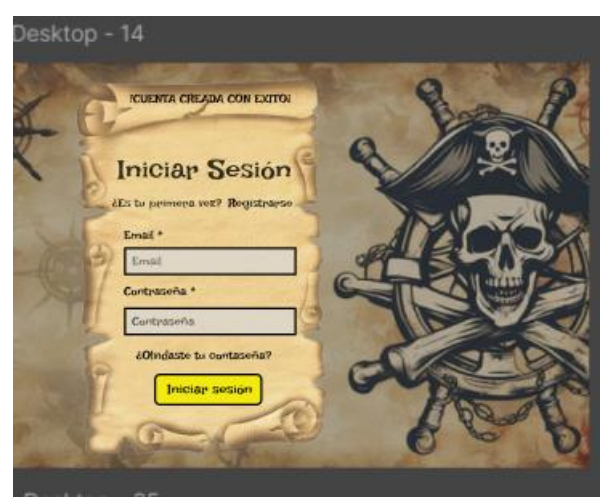 Desktop - 14
¡CUENTA CREADA CON EXITO!
Iniciar Sesión
¿Es tu primera vez? Registrarse
Email *
Email
Contraseña *
Contraseña
¿Olvidaste tu contaseña?
Iniciar sesión